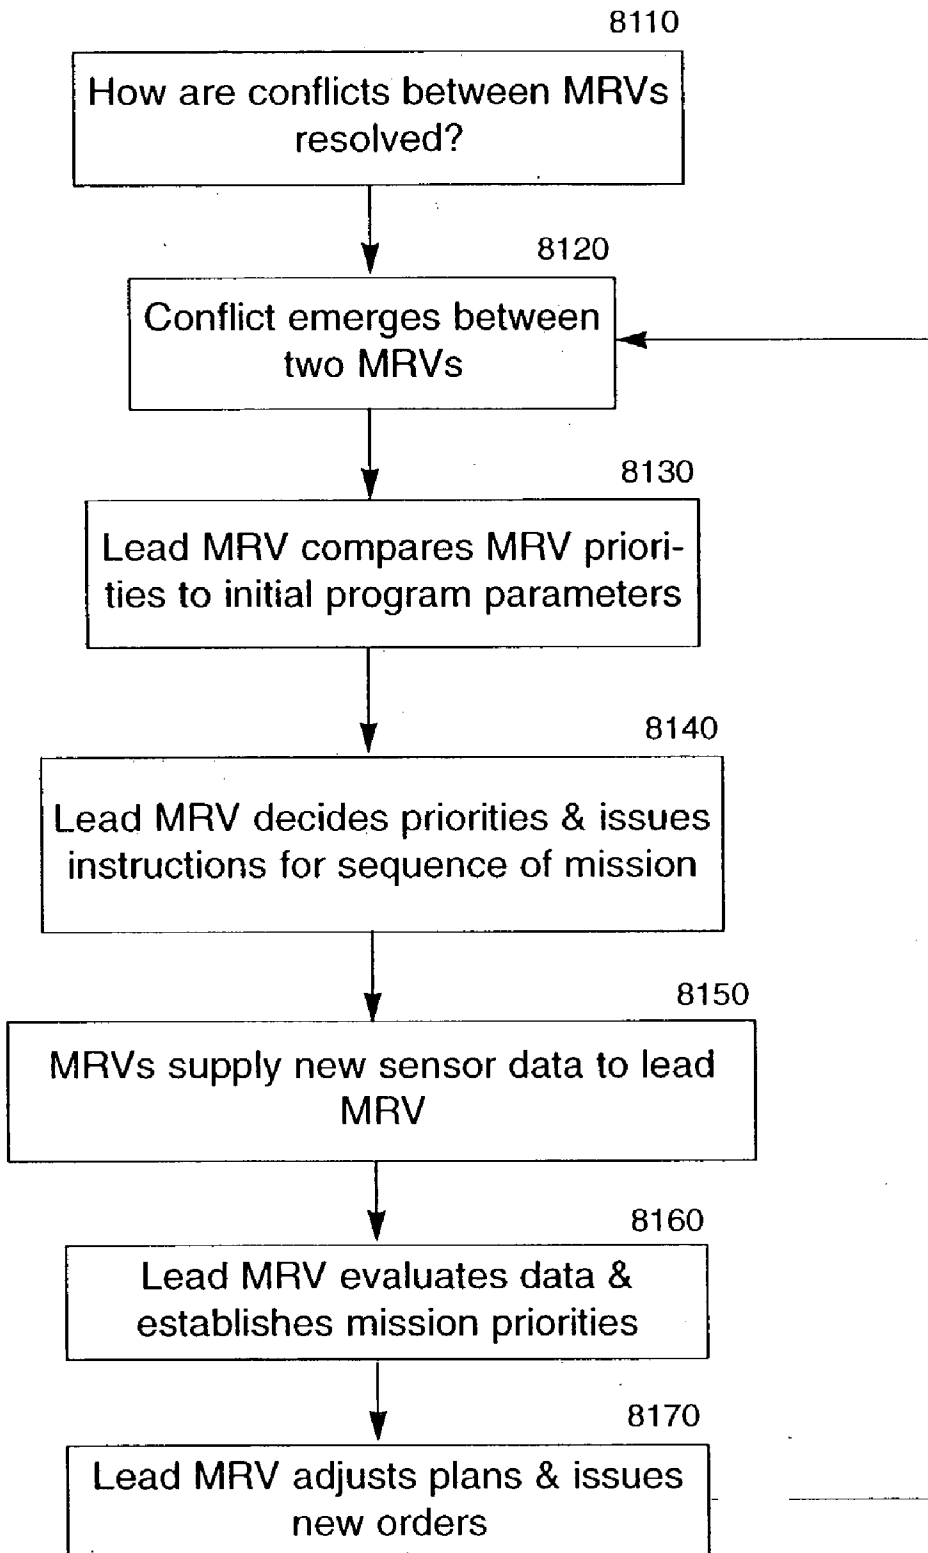 8110
How are conflicts between MRVs
resolved?
8120
Conflict emerges between
two MRVs
8130
Lead MRV compares MRV priori-
ties to initial program parameters
8140
Lead MRV decides priorities & issues
instructions for sequence of mission
8150
MRVs supply new sensor data to lead
MRV
8160
Lead MRV evaluates data &
establishes mission priorities
8170
Lead MRV adjusts plans & issues
new orders